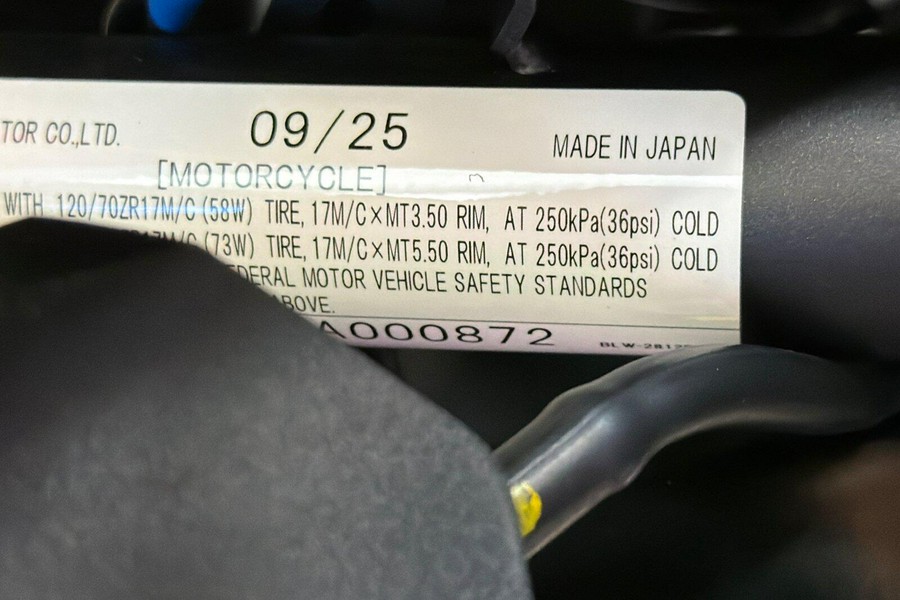 TOR CO.,LTD. 09/25 MADE IN JAPAN
[MOTORCYCLE]
WITH 120/70ZR17M/C (58W) TIRE, 17M/C×MT3.50 RIM, AT 250kPa(36psi) COLD
(73W) TIRE, 17M/C×MT5.50 RIM, AT 250kPa(36psi) COLD
FEDERAL MOTOR VEHICLE SAFETY STANDARDS
ABOVE.
A000872